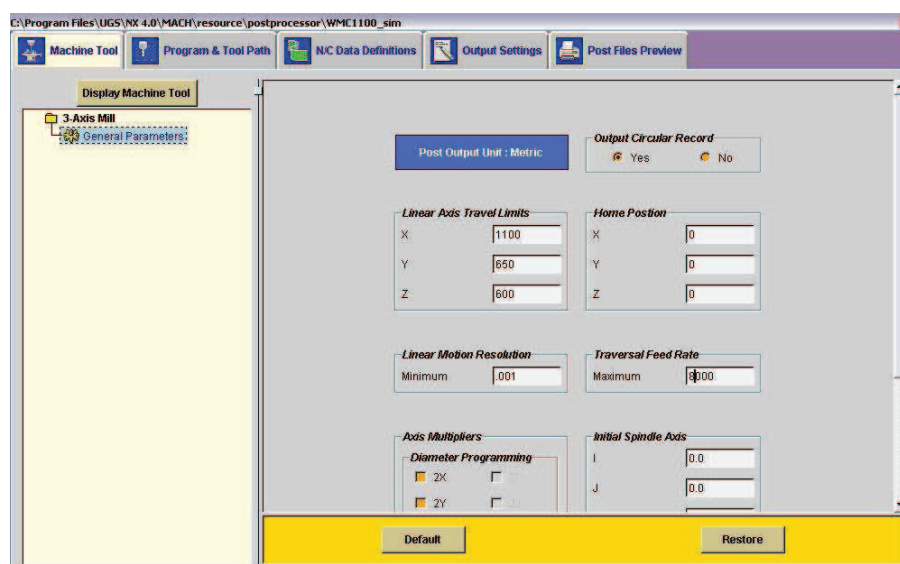 C:\Program Files\UGS\NX 4.0\MACH\resource\postprocessor\WMC1100_sim
Machine Tool Program & Tool Path N/C Data Definitions Output Settings Post Files Preview
Display Machine Tool
3-Axis Mill
General Parameters
Post Output Unit : Metric
Output Circular Record
Yes No
Linear Axis Travel Limits
X 1100
Y 650
Z 600
Home Postion
X 0
Y 0
Z 0
Linear Motion Resolution
Minimum .001
Traversal Feed Rate
Maximum 8000
Axis Multipliers
Diameter Programming
2X
2Y
Initial Spindle Axis
I 0.0
J 0.0
Default Restore